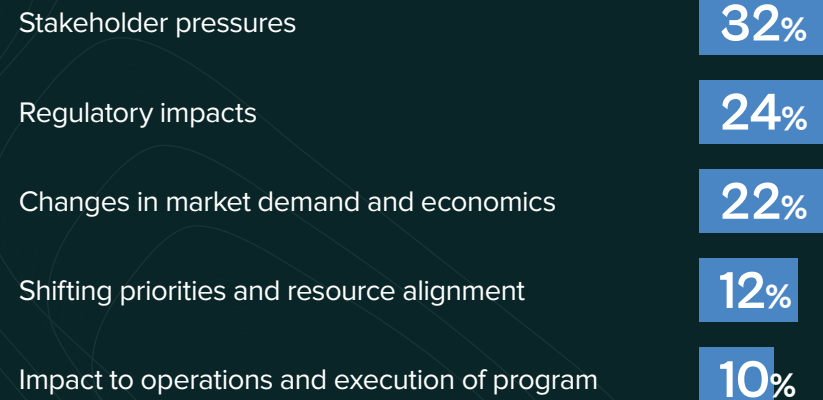 Stakeholder pressures 32%
Regulatory impacts 24%
Changes in market demand and economics 22%
Shifting priorities and resource alignment 12%
Impact to operations and execution of program 10%